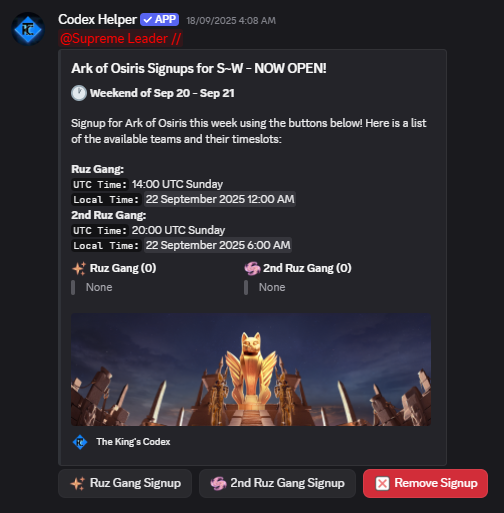 Codex Helper ✓ APP 18/09/2025 4:08 AM
@Supreme Leader //
Ark of Osiris Signups for S~W - NOW OPEN!
Weekend of Sep 20 - Sep 21
Signup for Ark of Osiris this week using the buttons below! Here is a list
of the available teams and their timeslots:
Ruz Gang:
UTC Time: 14:00 UTC Sunday
Local Time: 22 September 2025 12:00 AM
2nd Ruz Gang:
UTC Time: 20:00 UTC Sunday
Local Time: 22 September 2025 6:00 AM
Ruz Gang (0) 2nd Ruz Gang (0)
None None
The King's Codex
Ruz Gang Signup 2nd Ruz Gang Signup Remove Signup